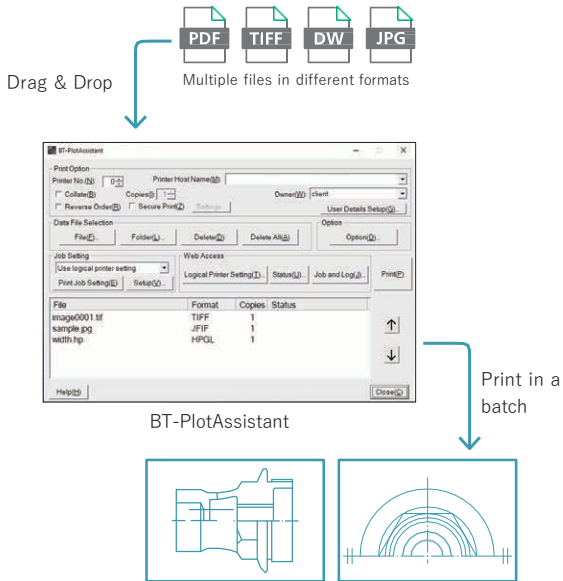 PDF TIFF DW JPG
Drag & Drop
Multiple files in different formats
BT-PlotAssistant
Print Option
Printer No.(N): 0 Printer Host Name(M):
Collate(B) Copies(I): 1 Owner(W): client
Reverse Order(R) Secure Print(Z) Settings... User Details Setup(G)...
Data File Selection Option
File(F)... Folder(L)... Delete(D) Delete All(A) Option(O)...
Job Setting Web Access
Use logical printer setting
Print Job Setting(E) Setup(V)... Logical Printer Setting(T)... Status(U)... Job and Log(J)... Print(P)
File Format Copies Status
image0001.tif TIFF 1
sample.jpg JFIF 1
width.hp HPGL 1
Help(H) Close(C)
Print in a
batch
BT-PlotAssistant